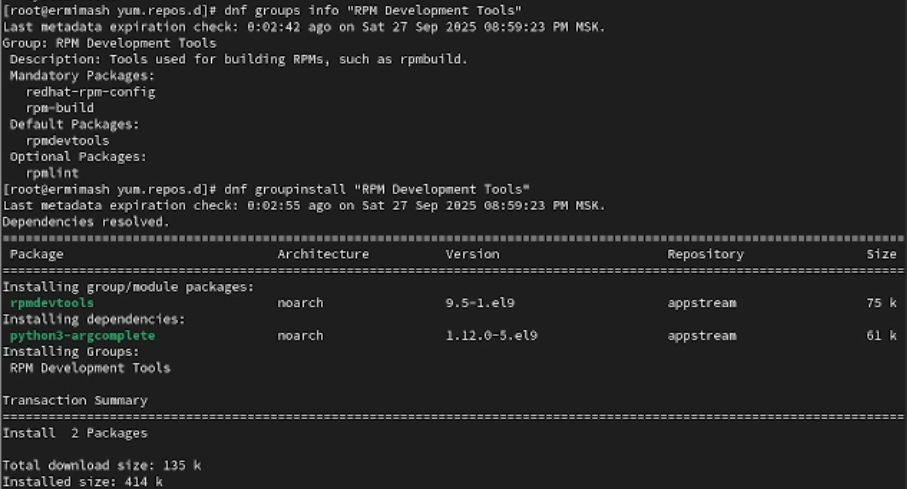 [root@ermimash yum.repos.d]# dnf groups info "RPM Development Tools"
Last metadata expiration check: 0:02:42 ago on Sat 27 Sep 2025 08:59:23 PM MSK.
Group: RPM Development Tools
 Description: Tools used for building RPMs, such as rpmbuild.
 Mandatory Packages:
   redhat-rpm-config
   rpm-build
 Default Packages:
   rpmdevtools
 Optional Packages:
   rpmlint
[root@ermimash yum.repos.d]# dnf groupinstall "RPM Development Tools"
Last metadata expiration check: 0:02:55 ago on Sat 27 Sep 2025 08:59:23 PM MSK.
Dependencies resolved.
 Package Architecture Version Repository Size
Installing group/module packages:
 rpmdevtools noarch 9.5-1.el9 appstream 75 k
Installing dependencies:
 python3-argcomplete noarch 1.12.0-5.el9 appstream 61 k
Installing Groups:
 RPM Development Tools
Transaction Summary
Install  2 Packages
Total download size: 135 k
Installed size: 414 k